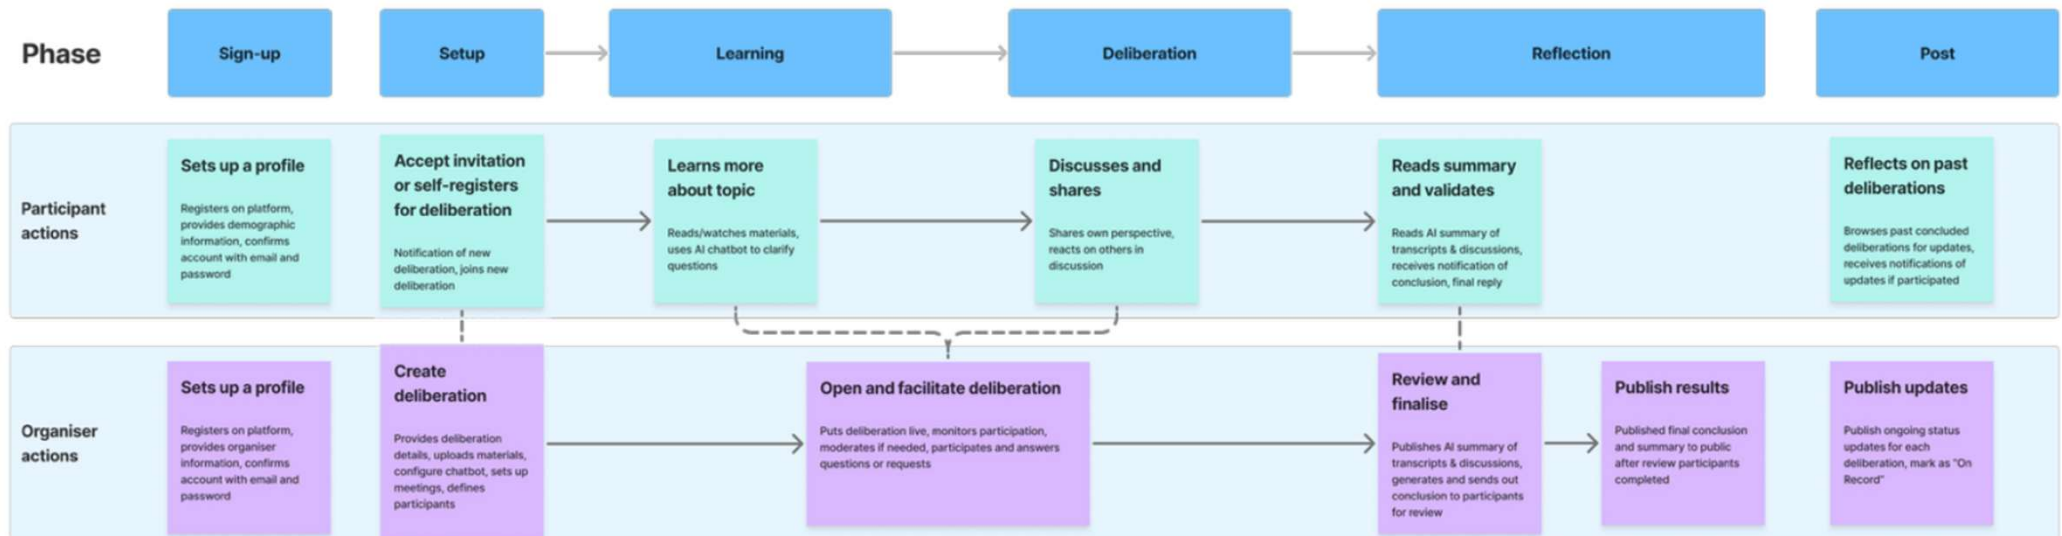 Phase
Sign-up
Setup
Learning
Deliberation
Reflection
Post
Participant
actions
Sets up a profile
Registers on platform,
provides demographic
information, confirms
account with email and
password
Accept invitation
or self-registers
for deliberation
Notification of new
deliberation, joins new
deliberation
Learns more
about topic
Reads/watches materials,
uses AI chatbot to clarify
questions
Discusses and
shares
Shares own perspective,
reacts on others in
discussion
Reads summary
and validates
Reads AI summary of
transcripts & discussions,
receives notification of
conclusion, final reply
Reflects on past
deliberations
Browses past concluded
deliberations for updates,
receives notifications of
updates if participated
Organiser
actions
Sets up a profile
Registers on platform,
provides organiser
information, confirms
account with email and
password
Create
deliberation
Provides deliberation
details, uploads materials,
configure chatbot, sets up
meetings, defines
participants
Open and facilitate deliberation
Puts deliberation live, monitors participation,
moderates if needed, participates and answers
questions or requests
Review and
finalise
Publishes AI summary of
transcripts & discussions,
generates and sends out
conclusion to participants
for review
Publish results
Published final conclusion
and summary to public
after review participants
completed
Publish updates
Publish ongoing status
updates for each
deliberation, mark as "On
Record"